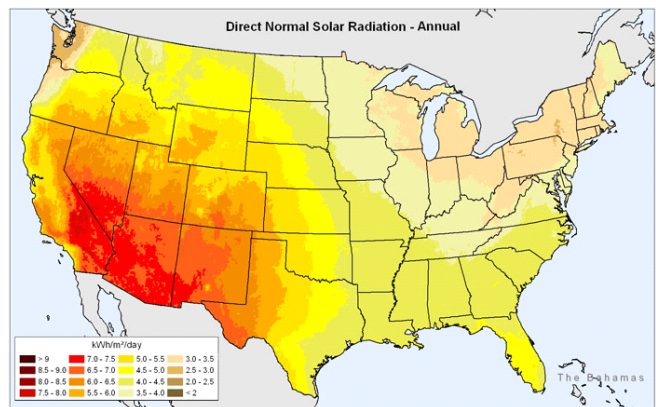 Direct Normal Solar Radiation - Annual
The Bahamas
kWh/m²/day
> 9
8.5 - 9.0
8.0 - 8.5
7.5 - 8.0
7.0 - 7.5
6.5 - 7.0
6.0 - 6.5
5.5 - 6.0
5.0 - 5.5
4.5 - 5.0
4.0 - 4.5
3.5 - 4.0
3.0 - 3.5
2.5 - 3.0
2.0 - 2.5
< 2